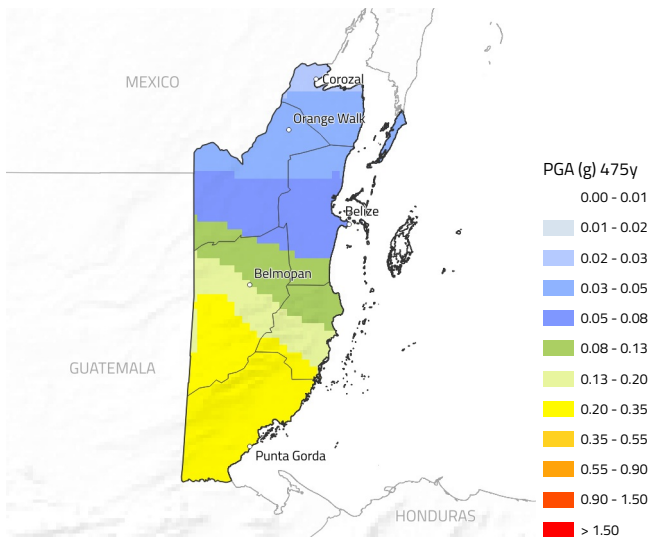 MEXICO
Corozal
Orange Walk
Belize
Belmopan
GUATEMALA
Punta Gorda
HONDURAS
PGA (g) 475y
0.00 - 0.01
0.01 - 0.02
0.02 - 0.03
0.03 - 0.05
0.05 - 0.08
0.08 - 0.13
0.13 - 0.20
0.20 - 0.35
0.35 - 0.55
0.55 - 0.90
0.90 - 1.50
> 1.50